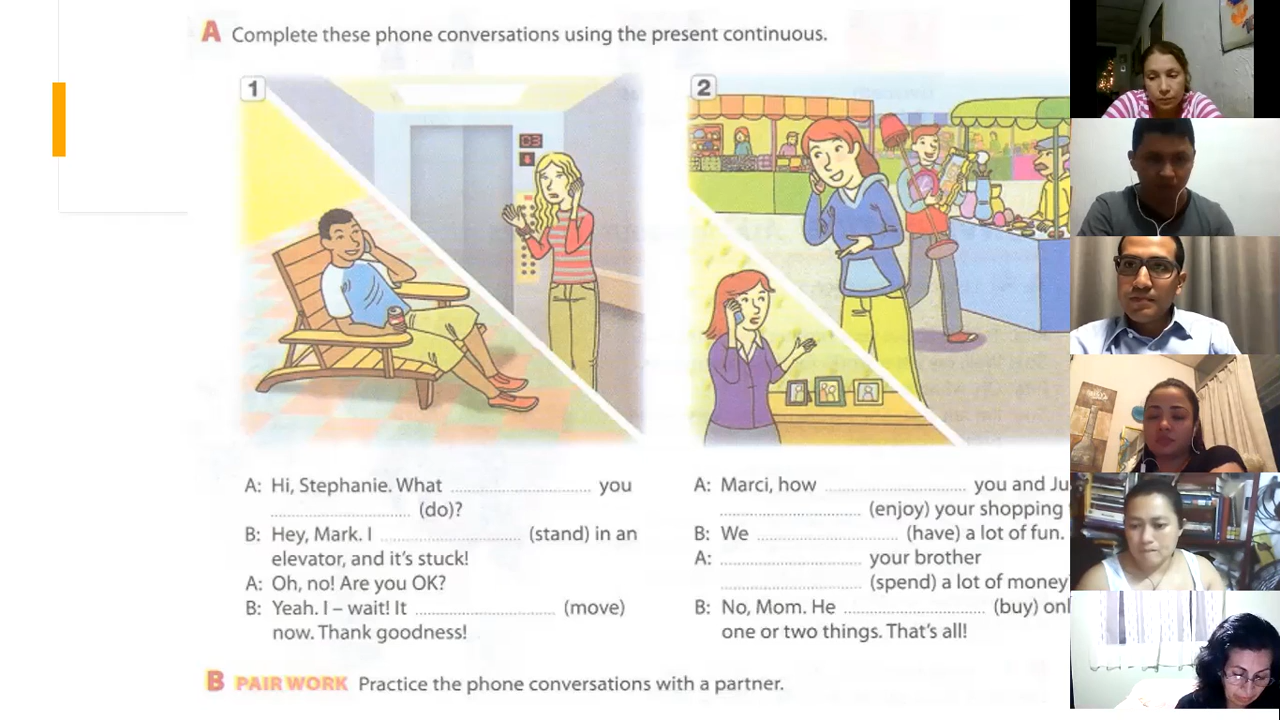 A Complete these phone conversations using the present continuous.
1
2
C3
A: Hi, Stephanie. What ............ you
............ (do)?
B: Hey, Mark. I ............ (stand) in an
elevator, and it's stuck!
A: Oh, no! Are you OK?
B: Yeah. I – wait! It ............ (move)
now. Thank goodness!
A: Marci, how ............ you and
............ (enjoy) your shopping
B: We ............ (have) a lot of fun.
A: ............ your brother
............ (spend) a lot of money
B: No, Mom. He ............ (buy)
one or two things. That's all!
B PAIR WORK Practice the phone conversations with a partner.